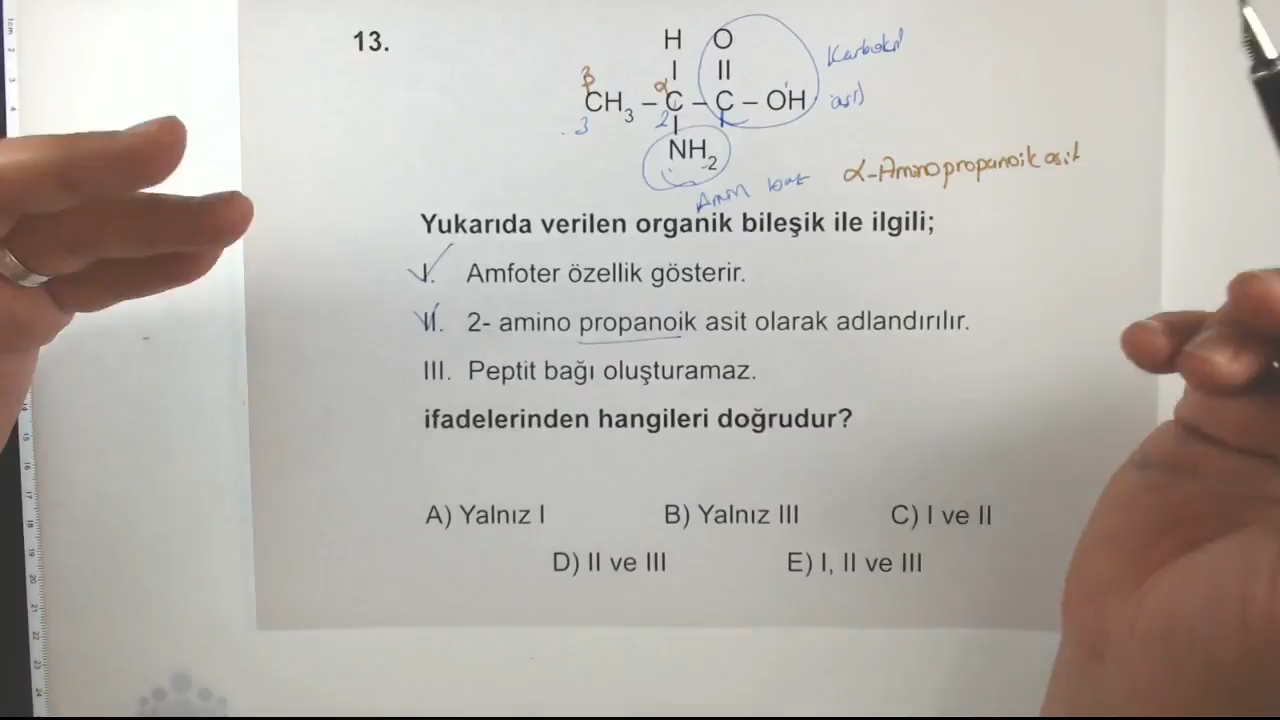 13.
H O
β α
CH3 – C – C – OH
3 2
NH2
Karboksil
asit
Amin
α-Aminopropanoik asit
Yukarıda verilen organik bileşik ile ilgili;
I. Amfoter özellik gösterir.
II. 2- amino propanoik asit olarak adlandırılır.
III. Peptit bağı oluşturamaz.
ifadelerinden hangileri doğrudur?
A) Yalnız I B) Yalnız III C) I ve II
D) II ve III E) I, II ve III